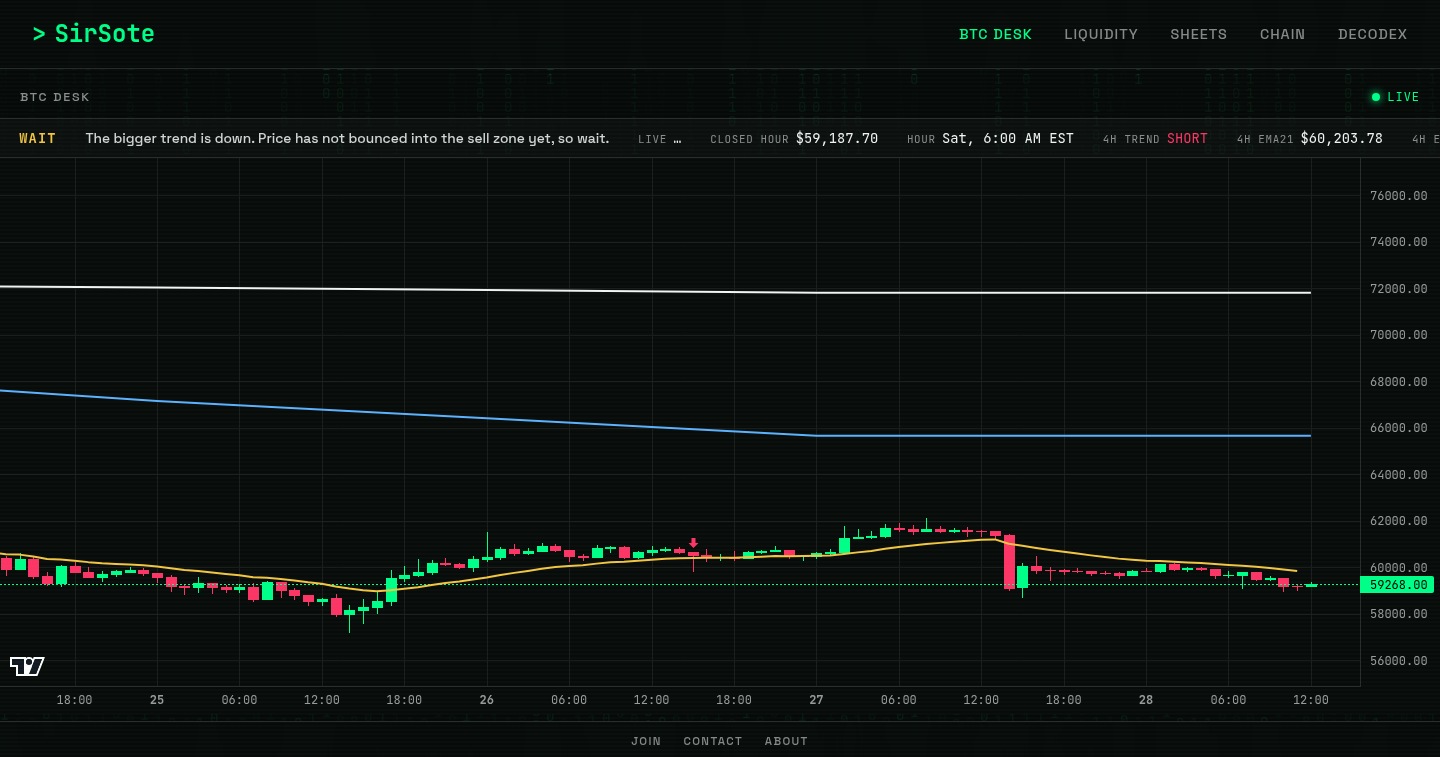 > SirSote
BTC DESK LIQUIDITY SHEETS CHAIN DECODEX
BTC DESK
LIVE
WAIT The bigger trend is down. Price has not bounced into the sell zone yet, so wait. LIVE … CLOSED HOUR $59,187.70 HOUR Sat, 6:00 AM EST 4H TREND SHORT 4H EMA21 $60,203.78 4H E
76000.00
74000.00
72000.00
70000.00
68000.00
66000.00
64000.00
62000.00
60000.00
59268.00
58000.00
56000.00
18:00 25 06:00 12:00 18:00 26 06:00 12:00 18:00 27 06:00 12:00 18:00 28 06:00 12:00
JOIN CONTACT ABOUT